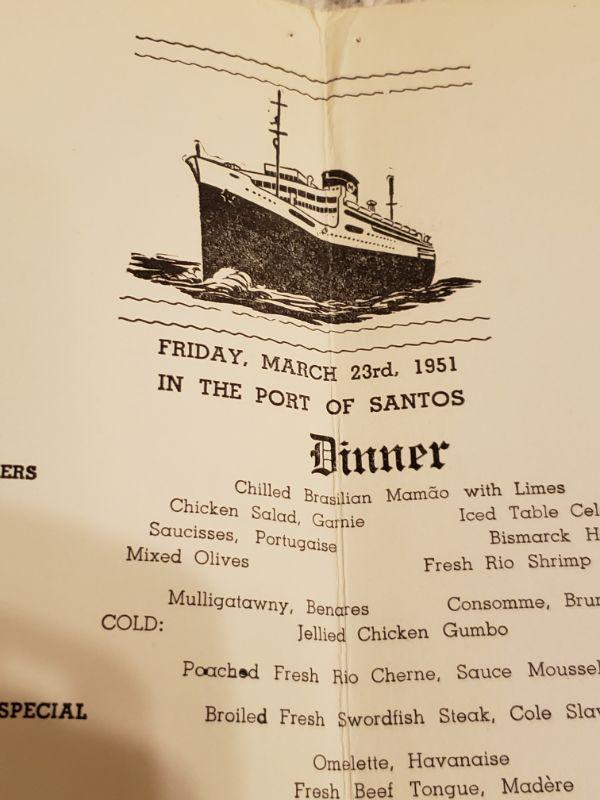 FRIDAY, MARCH 23rd, 1951
IN THE PORT OF SANTOS
Dinner
ERS
Chilled Brasilian Mamão with Limes
Chicken Salad, Garnie Iced Table Cel
Saucisses, Portugaise Bismarck H
Mixed Olives Fresh Rio Shrimp
Mulligatawny, Benares Consomme, Brun
COLD: Jellied Chicken Gumbo
Poached Fresh Rio Cherne, Sauce Moussel
SPECIAL Broiled Fresh Swordfish Steak, Cole Slaw
Omelette, Havanaise
Fresh Beef Tongue, Madère